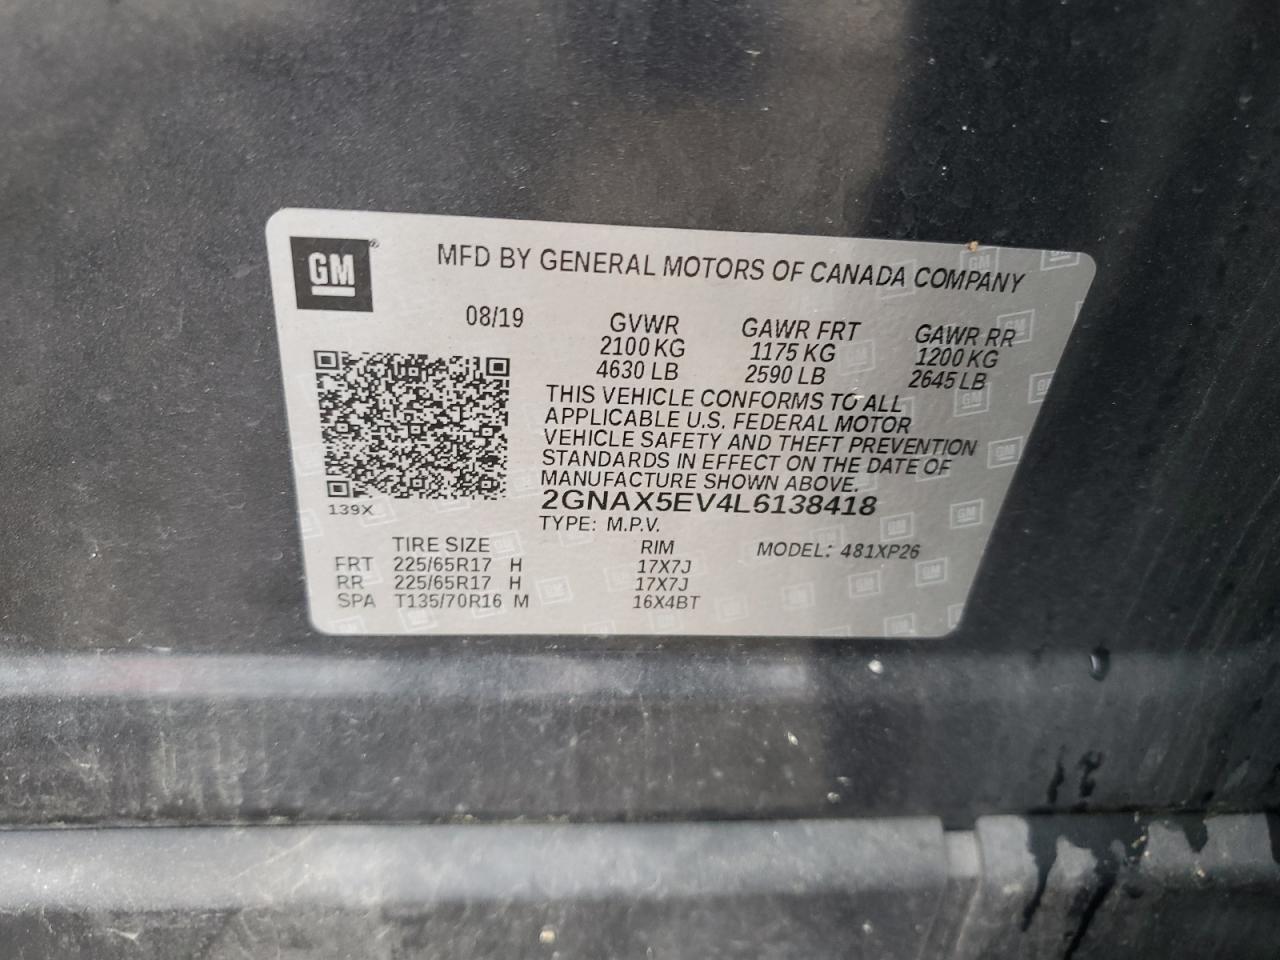 GM®
MFD BY GENERAL MOTORS OF CANADA COMPANY
08/19
GVWR GAWR FRT GAWR RR
2100 KG 1175 KG 1200 KG
4630 LB 2590 LB 2645 LB
THIS VEHICLE CONFORMS TO ALL
APPLICABLE U.S. FEDERAL MOTOR
VEHICLE SAFETY AND THEFT PREVENTION
STANDARDS IN EFFECT ON THE DATE OF
MANUFACTURE SHOWN ABOVE.
2GNAX5EV4L6138418
139X
TYPE: M.P.V.
TIRE SIZE RIM MODEL: 481XP26
FRT 225/65R17 H 17X7J
RR 225/65R17 H 17X7J
SPA T135/70R16 M 16X4BT